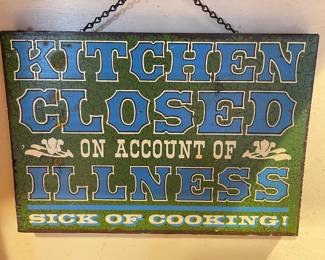 KITCHEN
CLOSED
ON ACCOUNT OF
ILLNESS
SICK OF COOKING!